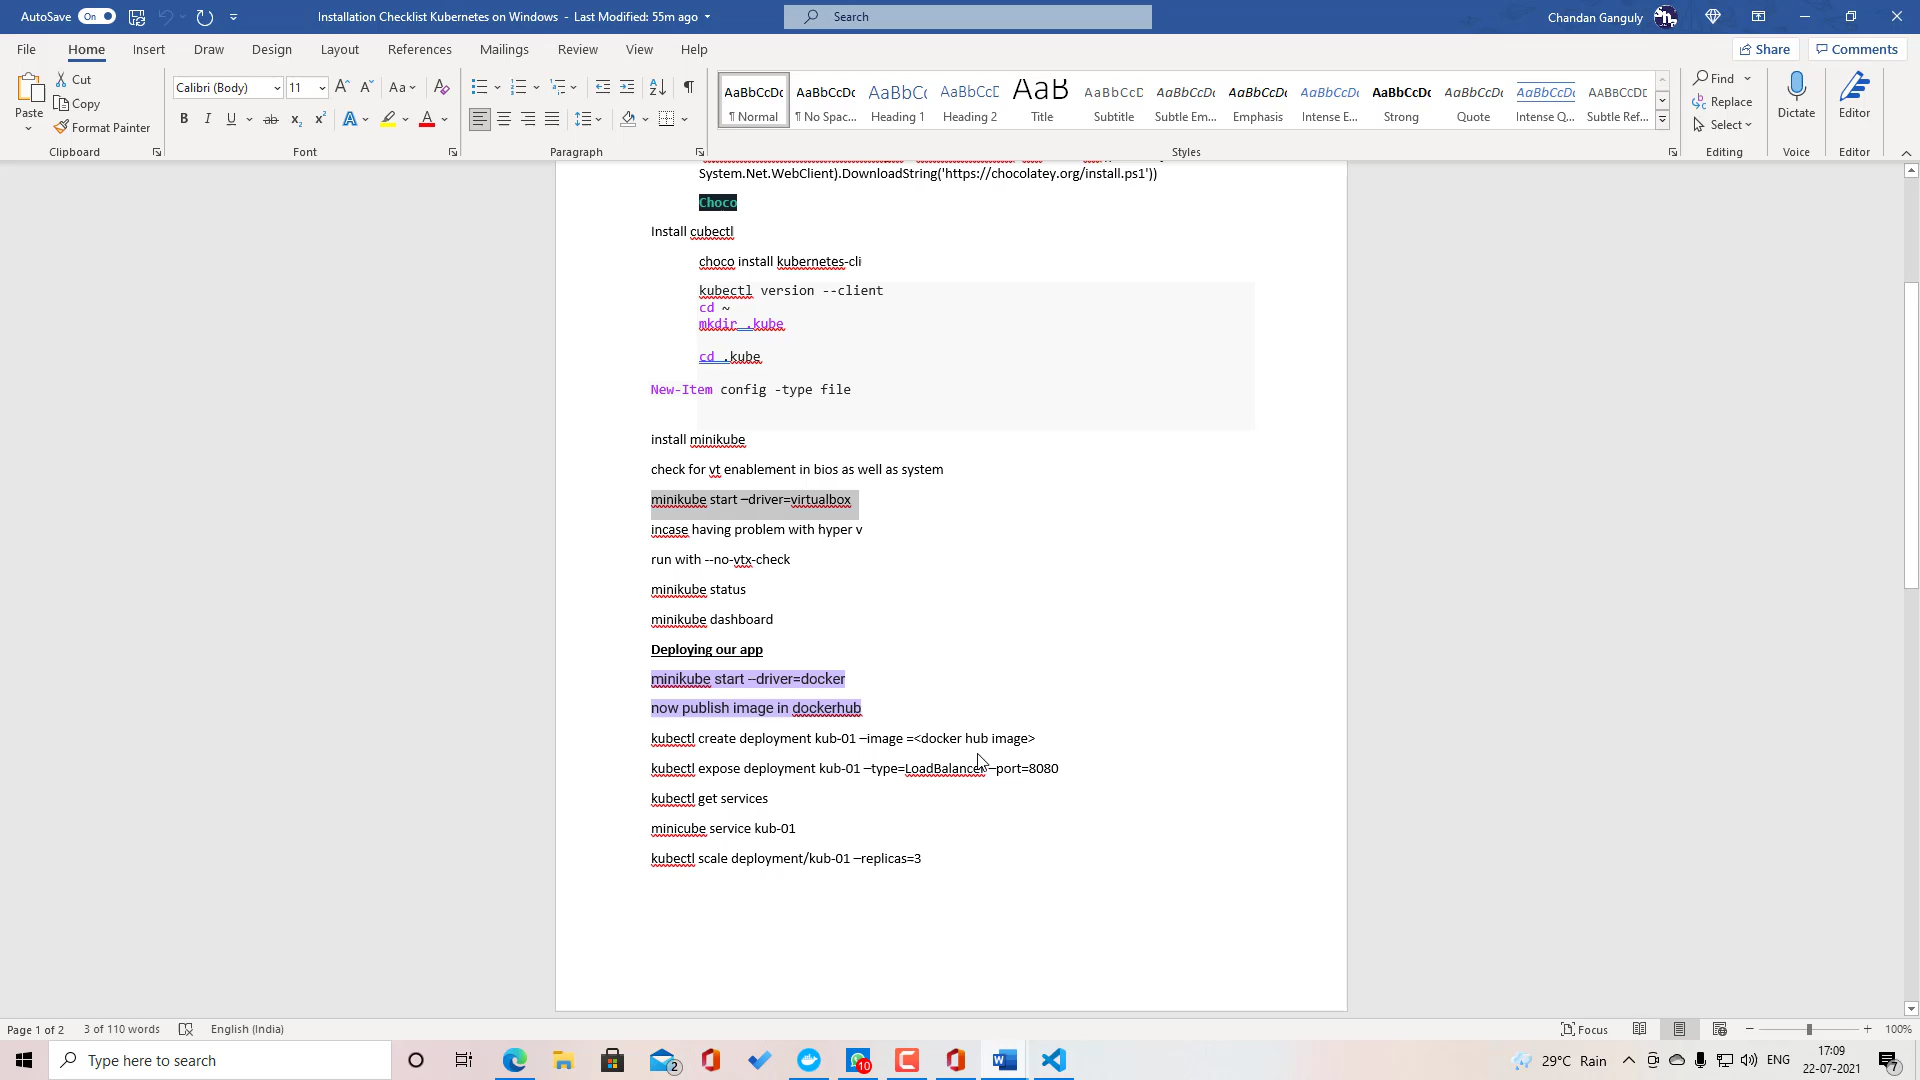 AutoSave On Installation Checklist Kubernetes on Windows - Last Modified: 55m ago Search Chandan Ganguly
File Home Insert Draw Design Layout References Mailings Review View Help Share Comments
Paste Cut Copy Format Painter
Calibri (Body) 11 Aa
B I U ab x₂ x² A A
AaBbCcDc AaBbCcDc AaBbCc AaBbCcD AaB AaBbCcD AaBbCcDc AaBbCcDc AaBbCcDc AaBbCcDc AaBbCcDc AaBbCcDc AaBbCcDc
¶ Normal ¶ No Spac... Heading 1 Heading 2 Title Subtitle Subtle Em... Emphasis Intense E... Strong Quote Intense Q... Subtle Ref...
Find Replace Select Dictate Editor
Clipboard Font Paragraph Styles Editing Voice Editor
System.Net.WebClient).DownloadString('https://chocolatey.org/install.ps1'))
Choco
Install cubectl
choco install kubernetes-cli
kubectl version --client
cd ~
mkdir .kube
cd .kube
New-Item config -type file
install minikube
check for vt enablement in bios as well as system
minikube start –driver=virtualbox
incase having problem with hyper v
run with --no-vtx-check
minikube status
minikube dashboard
Deploying our app
minikube start --driver=docker
now publish image in dockerhub
kubectl create deployment kub-01 –image =<docker hub image>
kubectl expose deployment kub-01 –type=LoadBalancer –port=8080
kubectl get services
minicube service kub-01
kubectl scale deployment/kub-01 –replicas=3
Page 1 of 2 3 of 110 words English (India) Focus 100%
Type here to search 2 10 29°C Rain ENG 17:09 22-07-2021 7